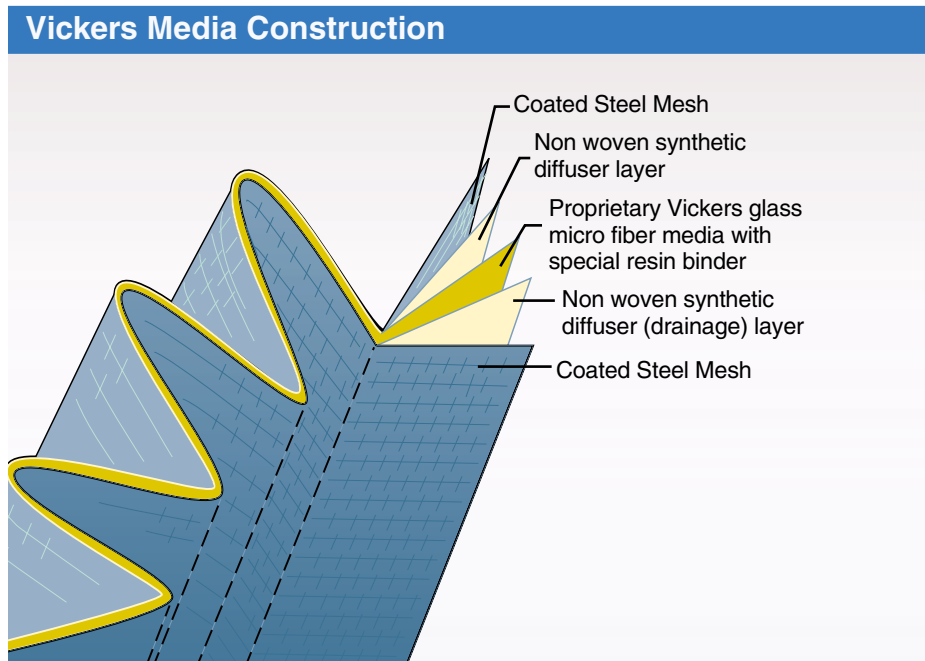 Vickers Media Construction
Coated Steel Mesh
Non woven synthetic
diffuser layer
Proprietary Vickers glass
micro fiber media with
special resin binder
Non woven synthetic
diffuser (drainage) layer
Coated Steel Mesh